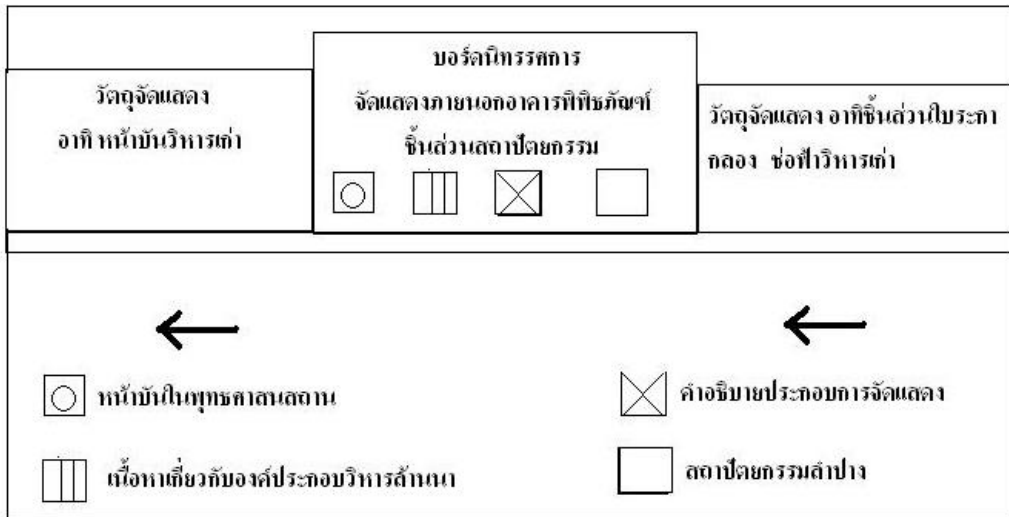 วัตถุจัดแสดง
อาทิ หน้าบันวิหารเก่า
บอร์ดนิทรรศการ
จัดแสดงภายนอกอาคารพิพิธภัณฑ์
ชิ้นส่วนสถาปัตยกรรม
วัตถุจัดแสดง อาทิชิ้นส่วนใบระกา
กลอง ช่อฟ้าวิหารเก่า
หน้าบันในพุทธศาสนสถาน
คำอธิบายประกอบการจัดแสดง
เนื้อหาเกี่ยวกับองค์ประกอบวิหารล้านนา
สถาปัตยกรรมลำปาง